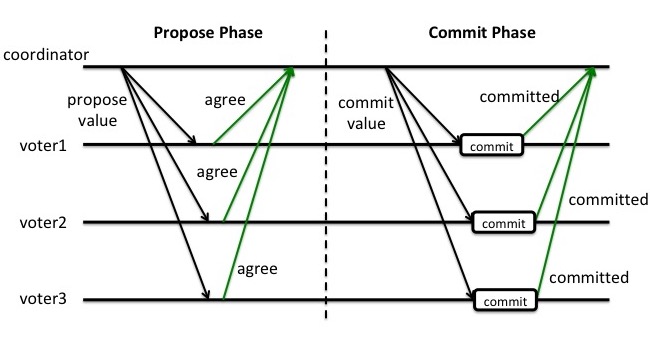 Propose Phase
Commit Phase
coordinator
propose
value
agree
commit
value
committed
voter1
commit
agree
committed
voter2
commit
agree
committed
voter3
commit